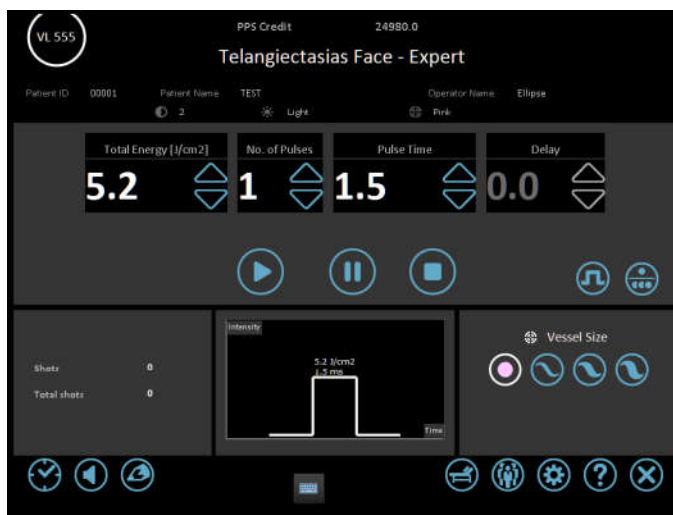 VL 555
PPS Credit 24980.0
Telangiectasias Face - Expert
Patient ID 00001 Patient Name TEST Operator Name Ellipse
2 Light Pink
Total Energy [J/cm2] No. of Pulses Pulse Time Delay
5.2 1 1.5 0.0
Intensity
5.2 J/cm2
1.5 ms
Time
Shots 0
Total shots 0
Vessel Size
?